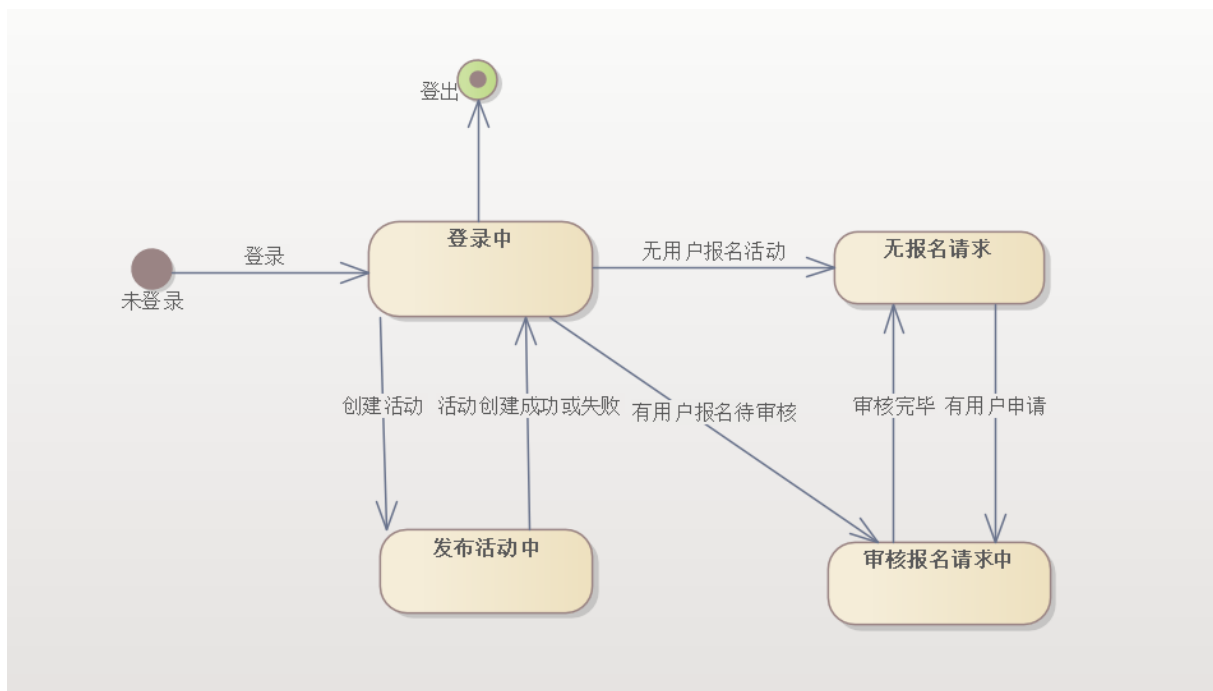 登出
登录中
登录
未登录
无用户报名活动
无报名请求
创建活动
活动创建成功或失败
有用户报名待审核
审核完毕
有用户申请
发布活动中
审核报名请求中